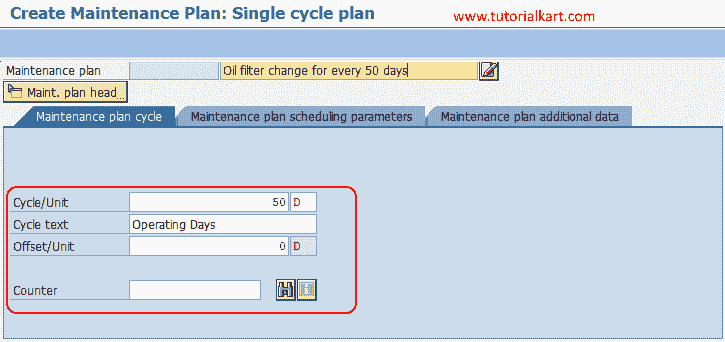 Create Maintenance Plan: Single cycle plan www.tutorialkart.com
Maintenance plan Oil filter change for every 50 days
Maint. plan head...
Maintenance plan cycle Maintenance plan scheduling parameters Maintenance plan additional data
Cycle/Unit 50 D
Cycle text Operating Days
Offset/Unit 0 D
Counter